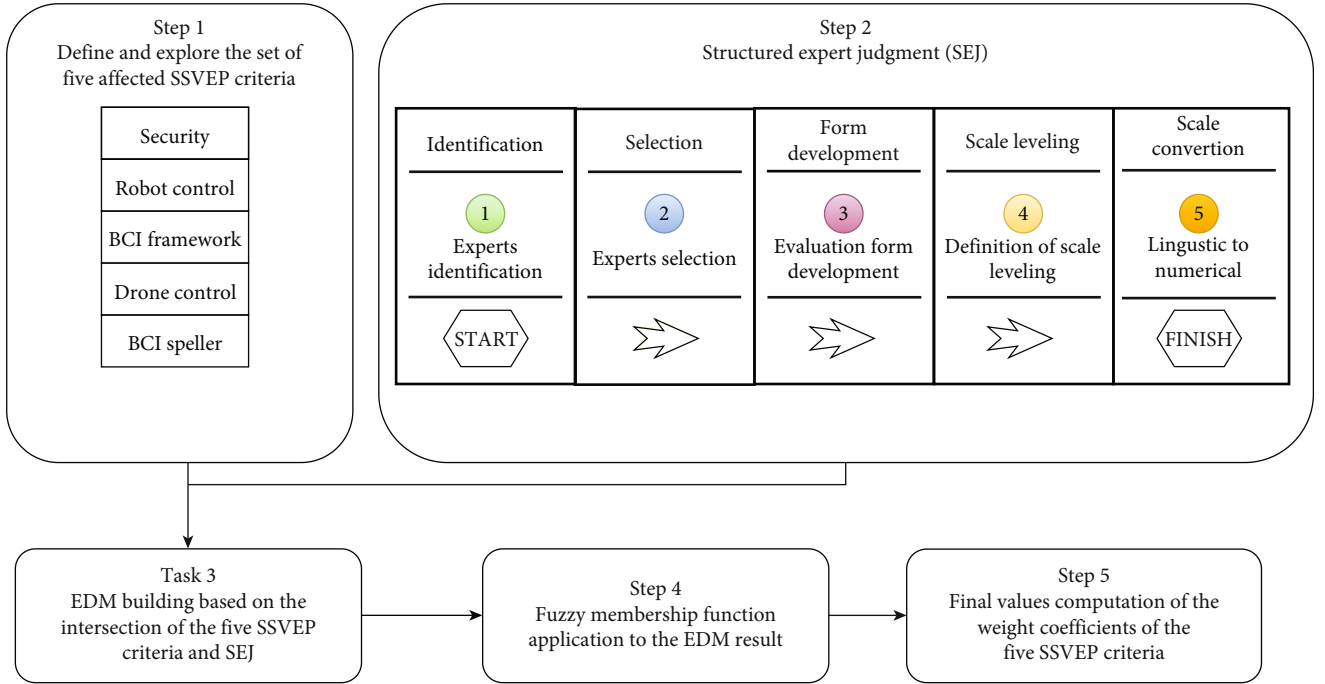 Step 1
Define and explore the set of
five affected SSVEP criteria
Security
Robot control
BCI framework
Drone control
BCI speller
Step 2
Structured expert judgment (SEJ)
Identification
1
Experts
identification
START
Selection
2
Experts selection
Form
development
3
Evaluation form
development
Scale leveling
4
Definition of scale
leveling
Scale
convertion
5
Lingustic to
numerical
FINISH
Task 3
EDM building based on the
intersection of the five SSVEP
criteria and SEJ
Step 4
Fuzzy membership function
application to the EDM result
Step 5
Final values computation of the
weight coefficients of the
five SSVEP criteria